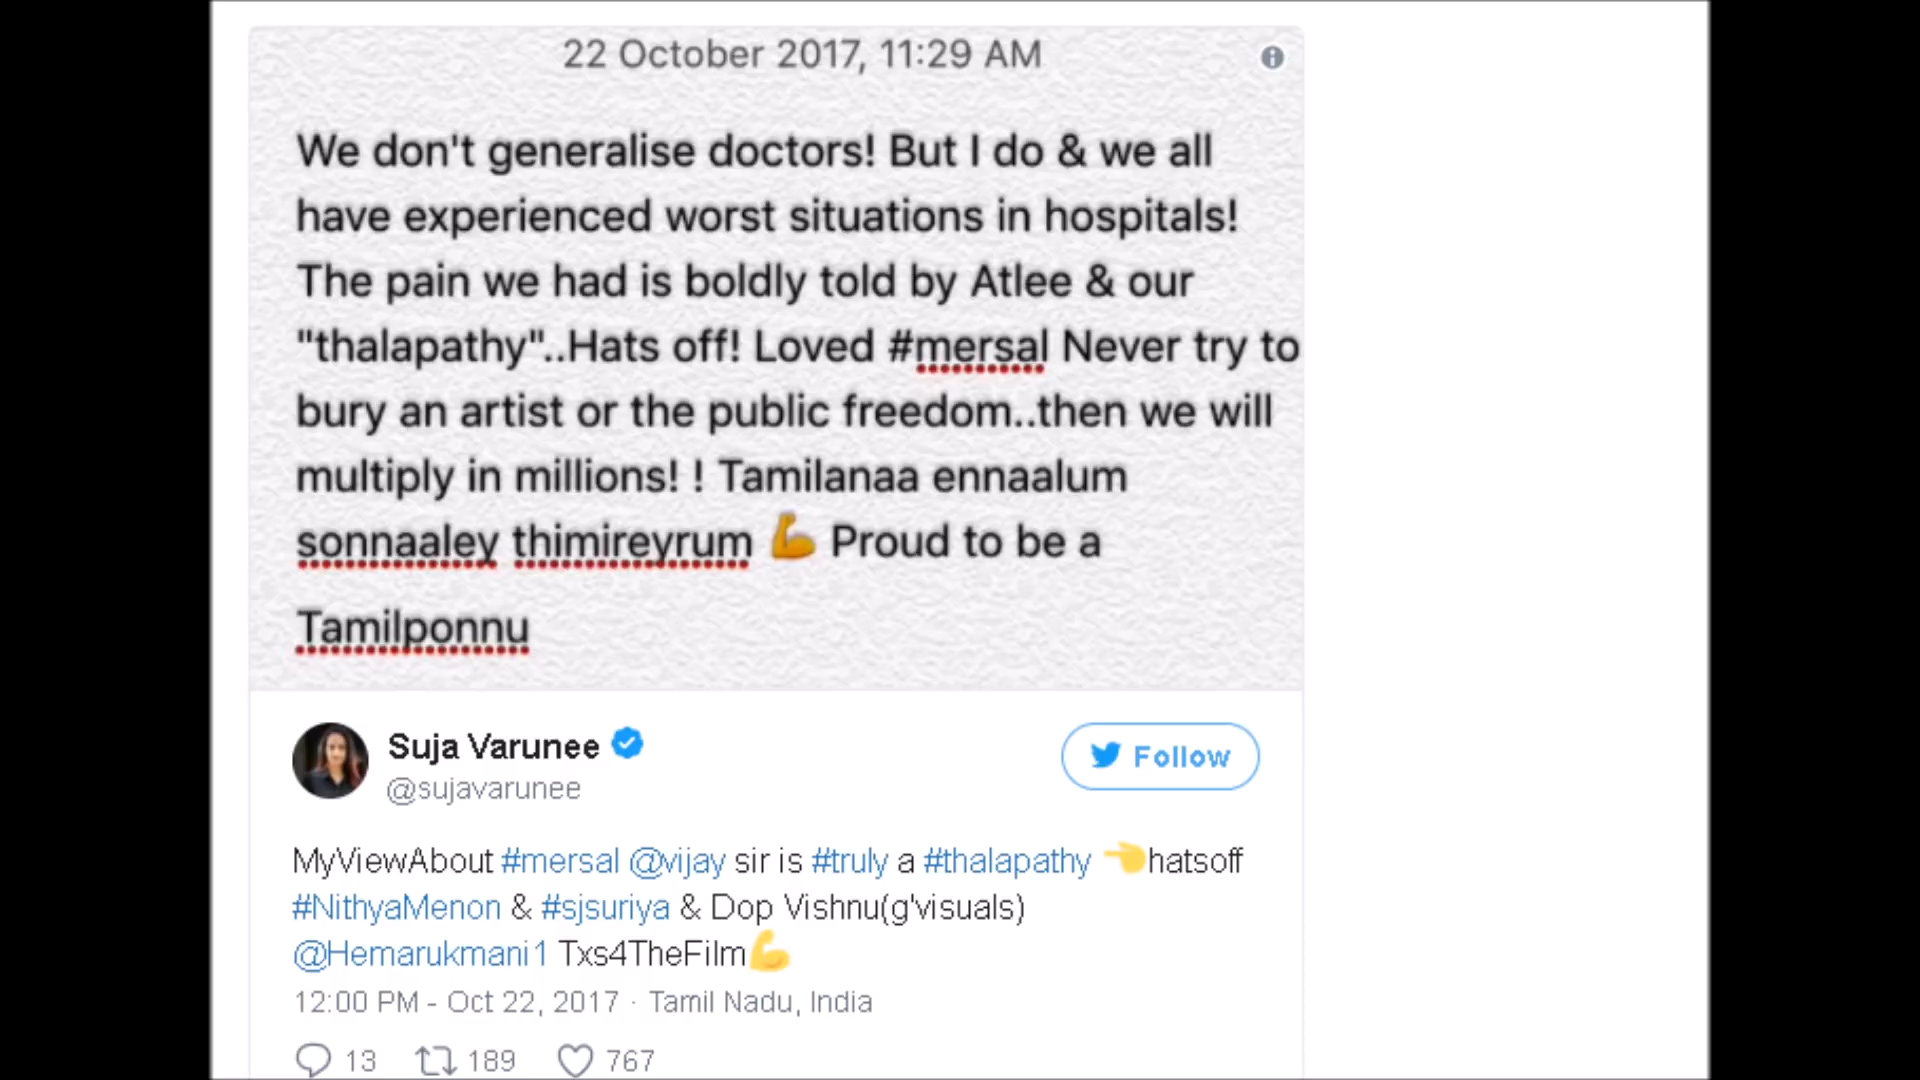 22 October 2017, 11:29 AM
We don't generalise doctors! But I do & we all
have experienced worst situations in hospitals!
The pain we had is boldly told by Atlee & our
"thalapathy"..Hats off! Loved #mersal Never try to
bury an artist or the public freedom..then we will
multiply in millions! ! Tamilanaa ennaalum
sonnaaley thimireyrum 💪 Proud to be a
Tamilponnu
Suja Varunee
@sujavarunee
Follow
MyViewAbout #mersal @vijay sir is #truly a #thalapathy 👈hatsoff
#NithyaMenon & #sjsuriya & Dop Vishnu(g'visuals)
@Hemarukmani1 Txs4TheFilm💪
12:00 PM - Oct 22, 2017 · Tamil Nadu, India
13 189 767